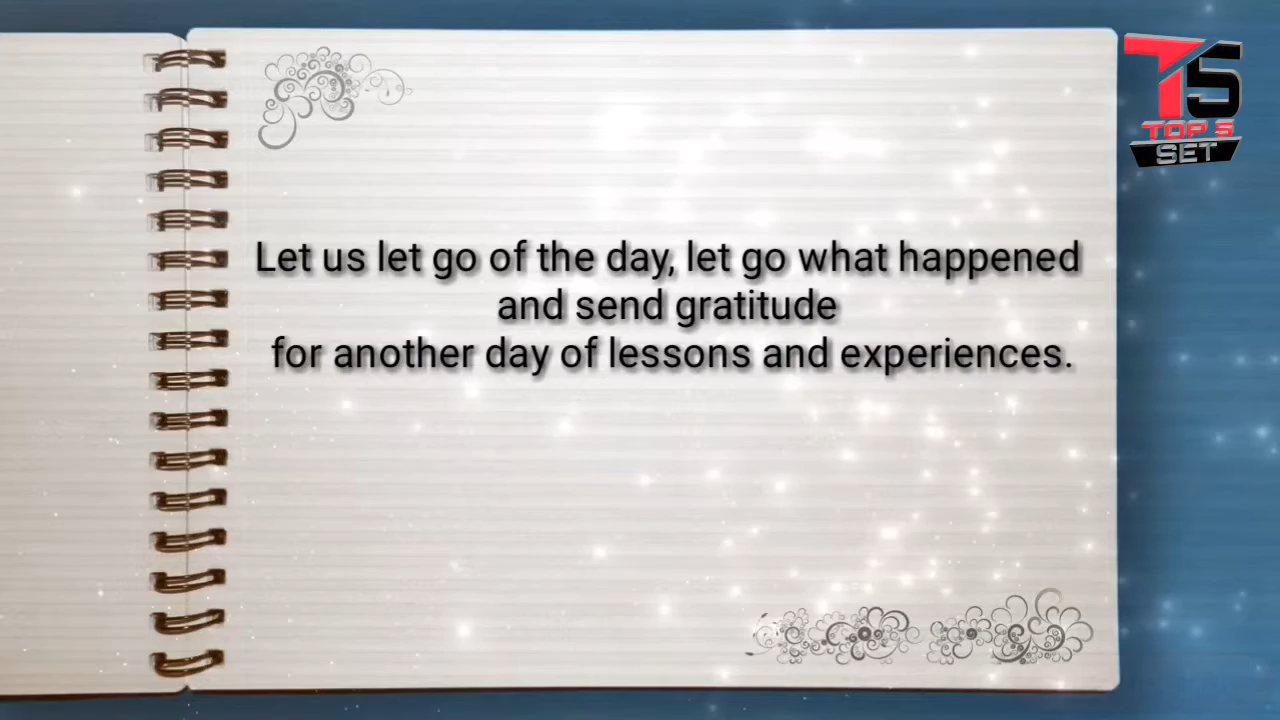 Let us let go of the day, let go what happened
and send gratitude
for another day of lessons and experiences.
T5
TOP 5
SET